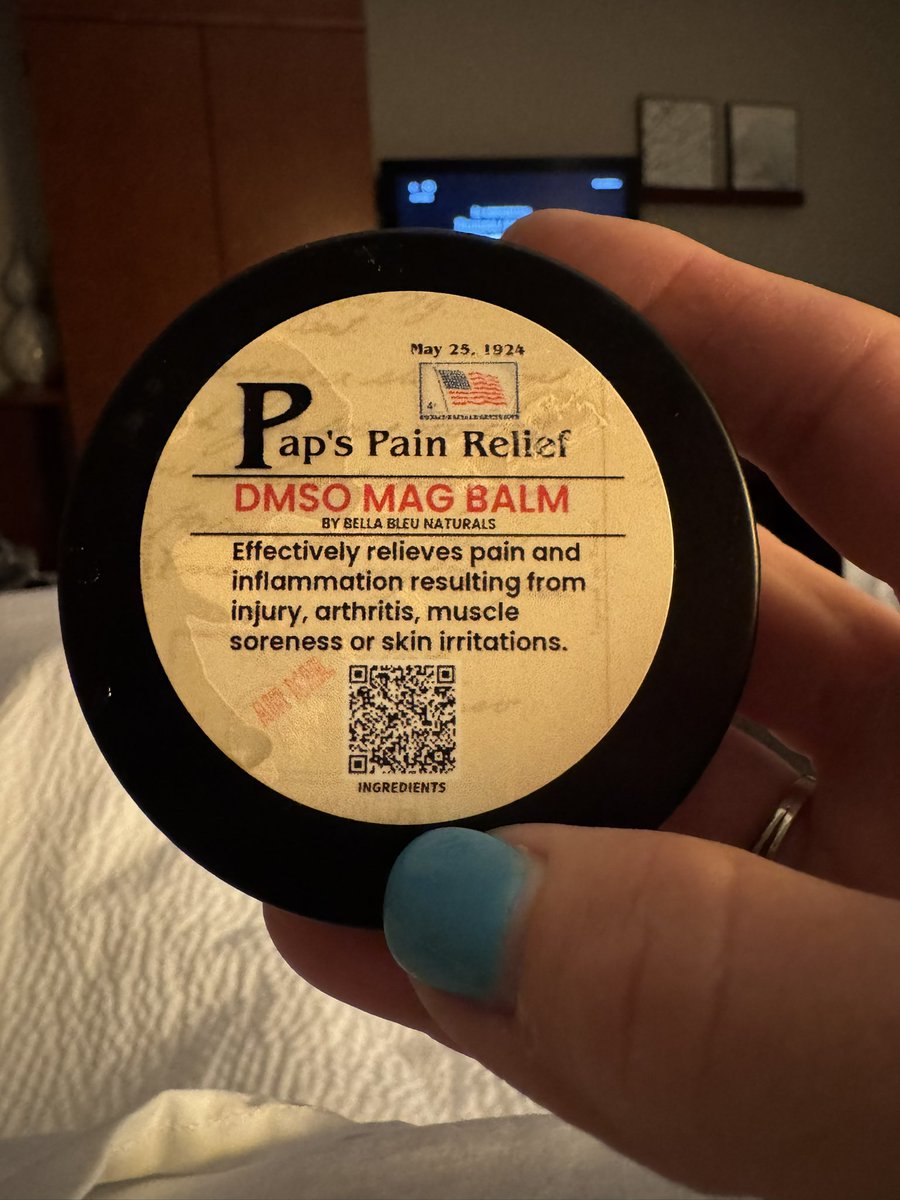 May 25, 1924
Pap's Pain Relief
DMSO MAG BALM
BY BELLA BLEU NATURALS
Effectively relieves pain and
inflammation resulting from
injury, arthritis, muscle
soreness or skin irritations.
INGREDIENTS